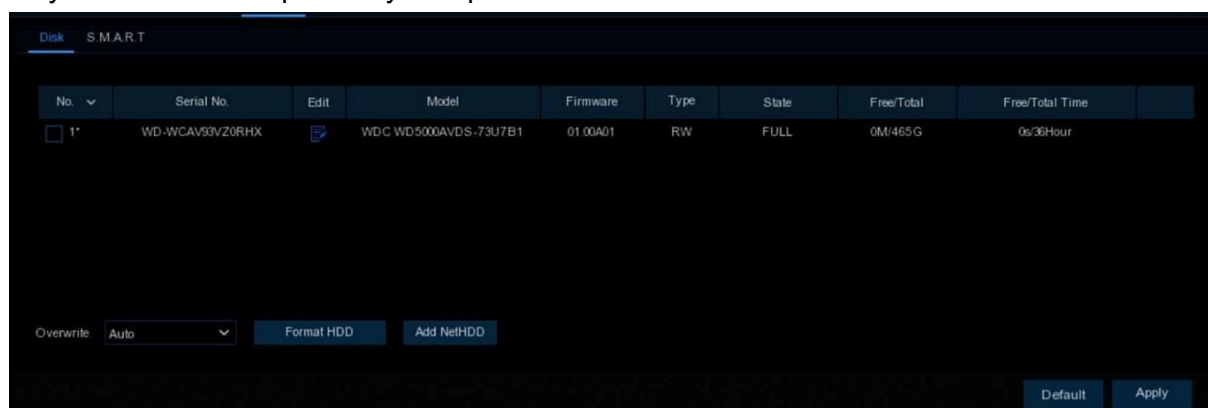 Disk S.M.A.R.T
No. Serial No. Edit Model Firmware Type State Free/Total Free/Total Time
1* WD-WCAV93VZ0RHX WDC WD5000AVDS-73U7B1 01.00A01 RW FULL 0M/465G 0s/36Hour
Overwrite Auto Format HDD Add NetHDD
Default Apply